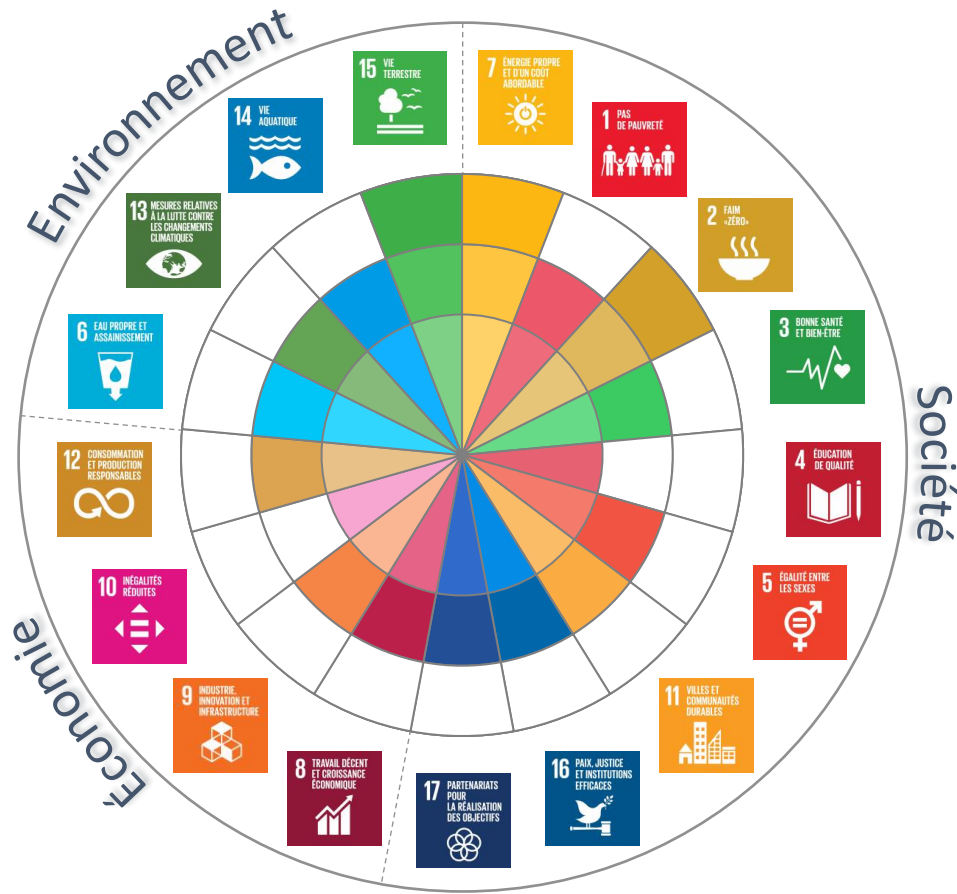 Environnement
15 VIE
TERRESTRE
7 ÉNERGIE PROPRE
ET D'UN COÛT
ABORDABLE
14 VIE
AQUATIQUE
1 PAS
DE PAUVRETÉ
13 MESURES RELATIVES
À LA LUTTE CONTRE
LES CHANGEMENTS
CLIMATIQUES
2 FAIM
«ZÉRO»
6 EAU PROPRE ET
ASSAINISSEMENT
3 BONNE SANTÉ
ET BIEN-ÊTRE
Société
12 CONSOMMATION
ET PRODUCTION
RESPONSABLES
4 ÉDUCATION
DE QUALITÉ
10 INÉGALITÉS
RÉDUITES
5 ÉGALITÉ ENTRE
LES SEXES
Économie
9 INDUSTRIE,
INNOVATION ET
INFRASTRUCTURE
11 VILLES ET
COMMUNAUTÉS
DURABLES
8 TRAVAIL DÉCENT
ET CROISSANCE
ÉCONOMIQUE
17 PARTENARIATS
POUR
LA RÉALISATION
DES OBJECTIFS
16 PAIX, JUSTICE
ET INSTITUTIONS
EFFICACES